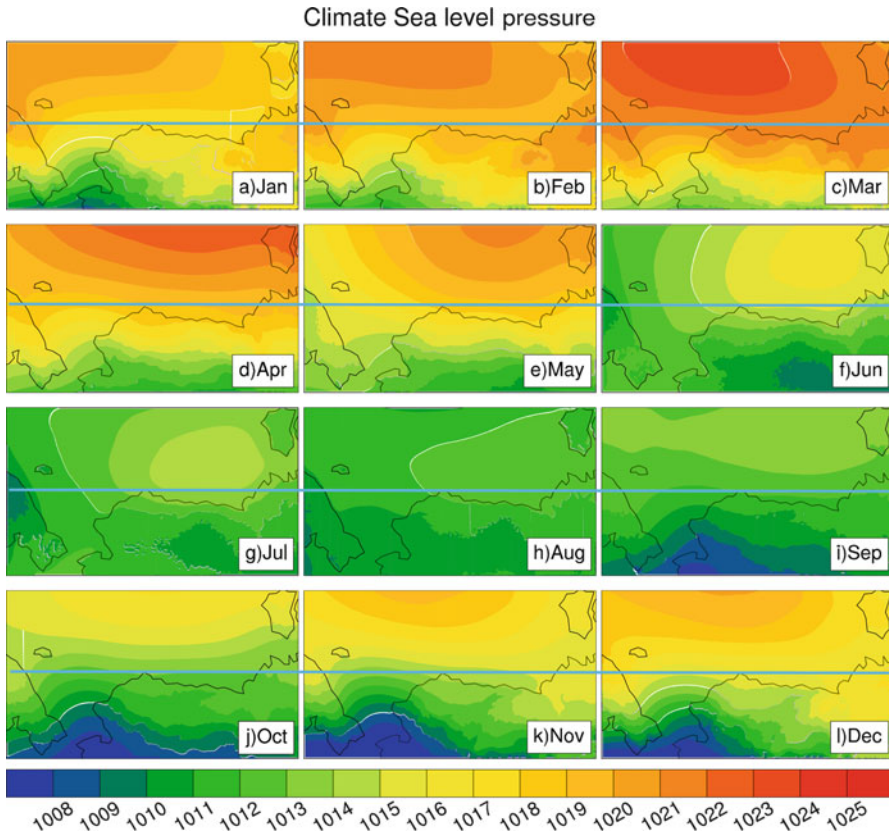 Climate Sea level pressure
a)Jan
b)Feb
c)Mar
d)Apr
e)May
f)Jun
g)Jul
h)Aug
i)Sep
j)Oct
k)Nov
l)Dec
1008 1009 1010 1011 1012 1013 1014 1015 1016 1017 1018 1019 1020 1021 1022 1023 1024 1025